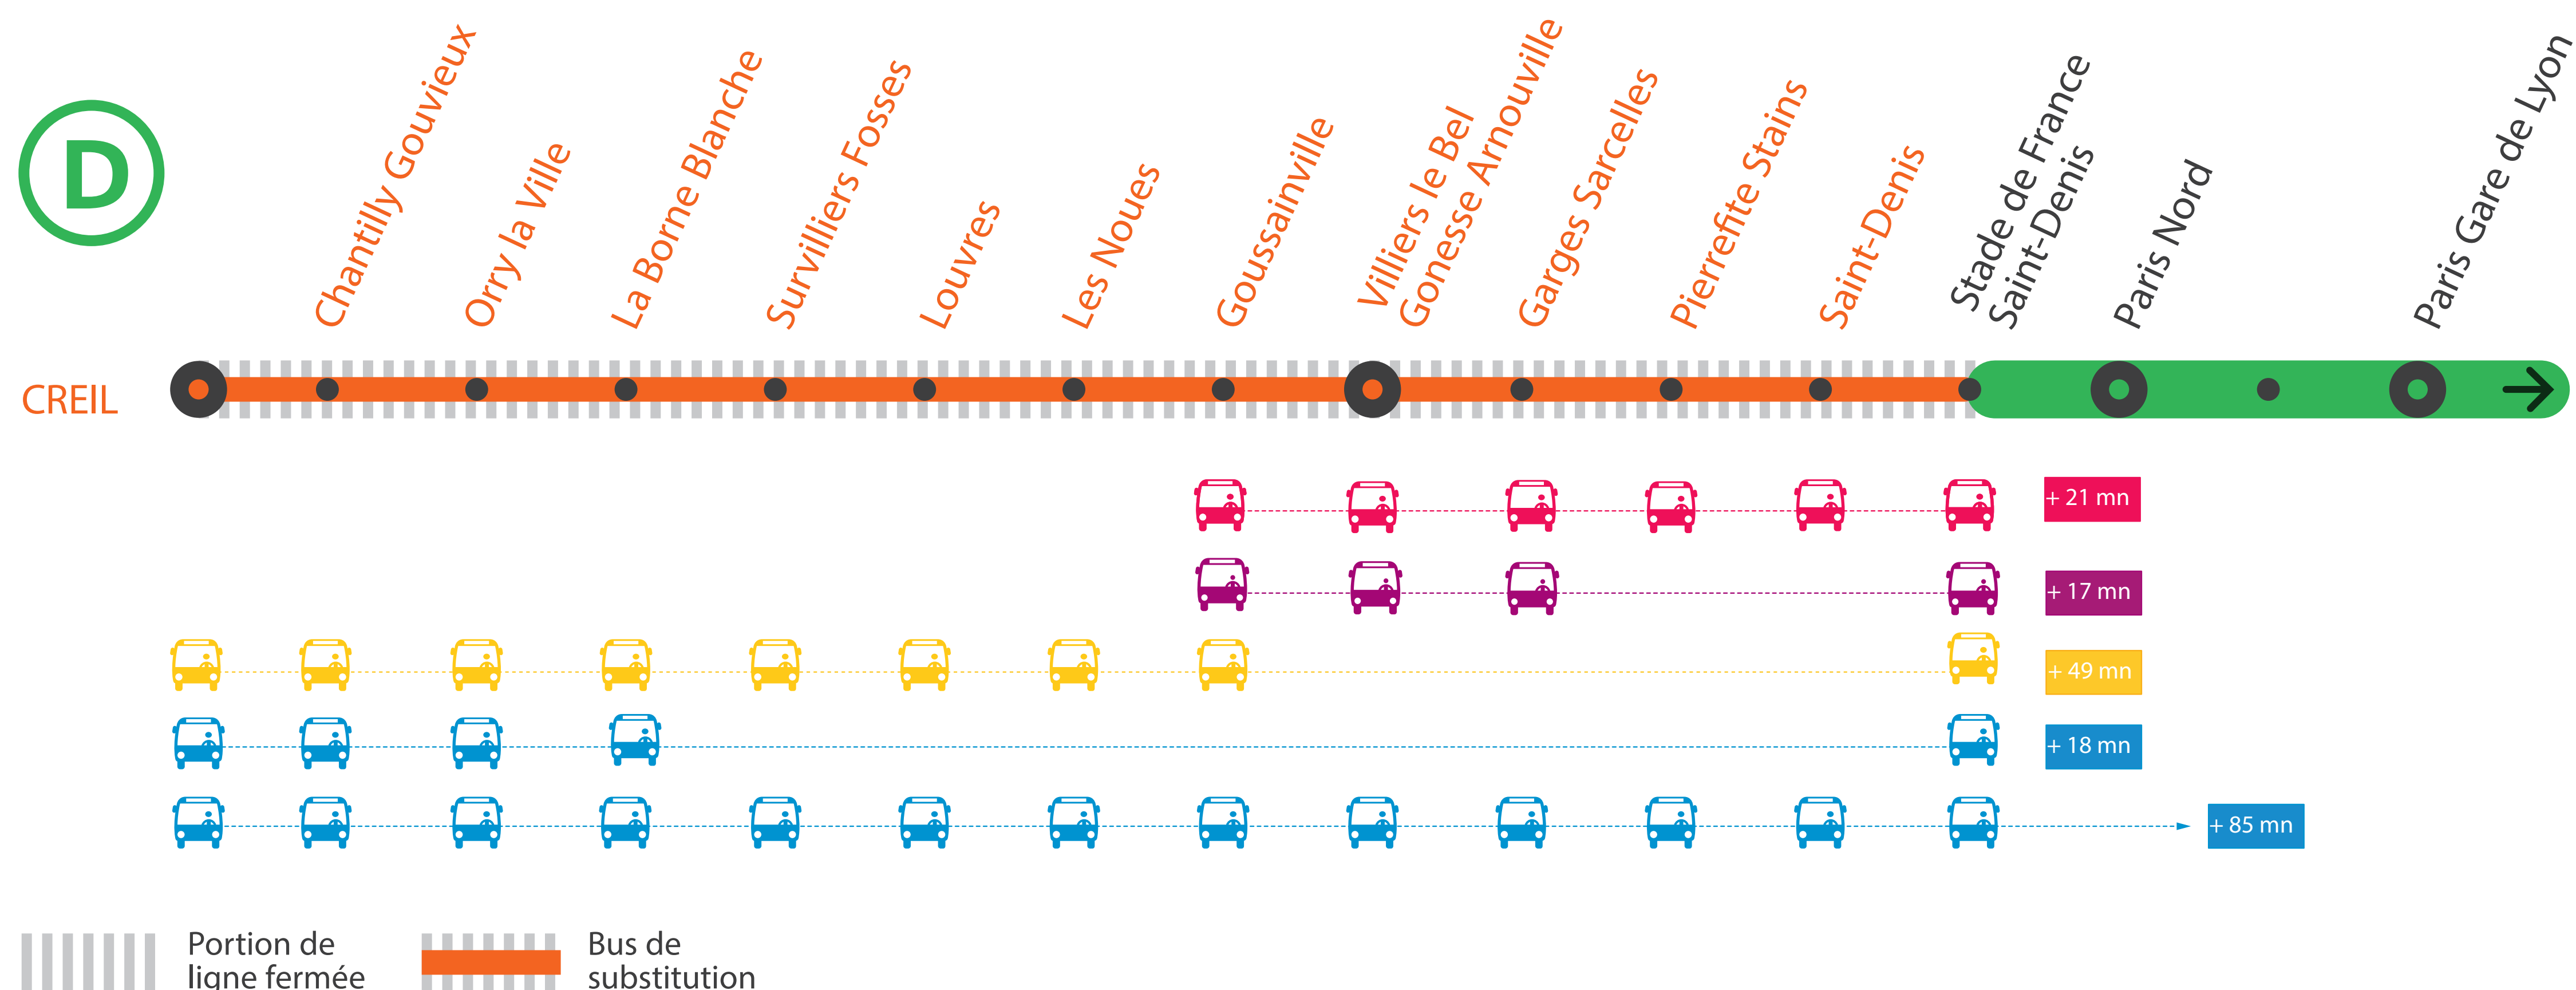 D
Chantilly Gouvieux
Orry la Ville
La Borne Blanche
Survilliers Fosses
Louvres
Les Noues
Goussainville
Villiers le Bel
Gonesse Arnouville
Garges Sarcelles
Pierrefite Stains
Saint-Denis
Stade de France
Saint-Denis
Paris Nord
Paris Gare de Lyon
CREIL
+ 21 mn
+ 17 mn
+ 49 mn
+ 18 mn
+ 85 mn
Portion de
ligne fermée
Bus de
substitution